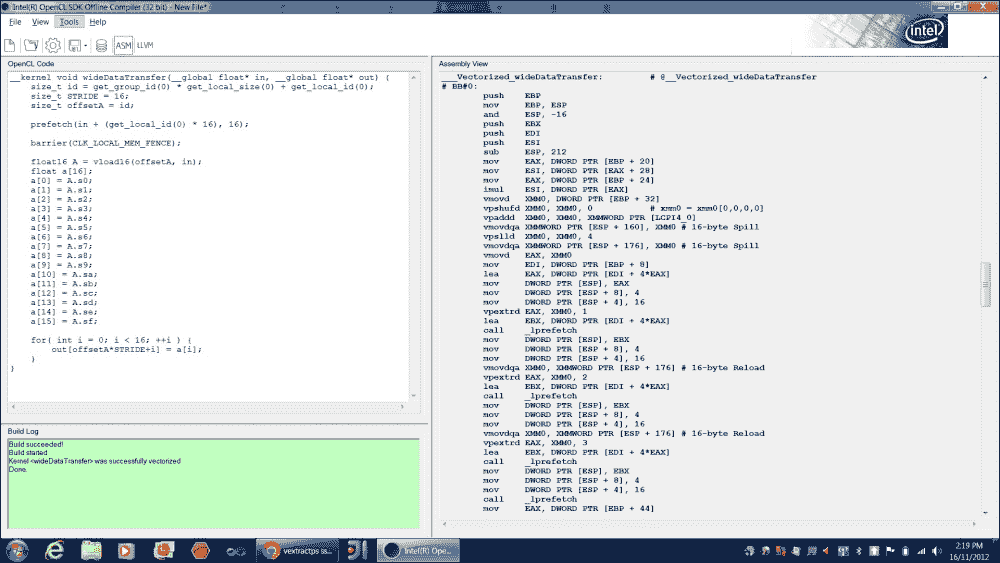 Intel(R) OpenCL SDK Offline Compiler (32 bit) - New File*
File View Tools Help
ASM LLVM
intel
OpenCL Code
__kernel void wideDataTransfer(__global float* in, __global float* out) {
size_t id = get_group_id(0) * get_local_size(0) + get_local_id(0);
size_t STRIDE = 16;
size_t offsetA = id;
prefetch(in + (get_local_id(0) * 16), 16);
barrier(CLK_LOCAL_MEM_FENCE);
float16 A = vload16(offsetA, in);
float a[16];
a[0] = A.s0;
a[1] = A.s1;
a[2] = A.s2;
a[3] = A.s3;
a[4] = A.s4;
a[5] = A.s5;
a[6] = A.s6;
a[7] = A.s7;
a[8] = A.s8;
a[9] = A.s9;
a[10] = A.sa;
a[11] = A.sb;
a[12] = A.sc;
a[13] = A.sd;
a[14] = A.se;
a[15] = A.sf;
for( int i = 0; i < 16; ++i ) {
out[offsetA*STRIDE+i] = a[i];
}
}
Build Log
Build succeeded!
Build started
Kernel <wideDataTransfer> was successfully vectorized
Done.
Assembly View
___Vectorized_wideDataTransfer: # @__Vectorized_wideDataTransfer
# BB#0:
push EBP
mov EBP, ESP
and ESP, -16
push EBX
push EDI
push ESI
sub ESP, 212
mov EAX, DWORD PTR [EBP + 20]
mov ESI, DWORD PTR [EAX + 28]
mov EAX, DWORD PTR [EBP + 24]
imul ESI, DWORD PTR [EAX]
vmovd XMM0, DWORD PTR [EBP + 32]
vpshufd XMM0, XMM0, 0 # xmm0 = xmm0[0,0,0,0]
vpaddd XMM0, XMM0, XMMWORD PTR [LCPI4_0]
vmovdqa XMMWORD PTR [ESP + 160], XMM0 # 16-byte Spill
vpslld XMM0, XMM0, 4
vmovdqa XMMWORD PTR [ESP + 176], XMM0 # 16-byte Spill
vmovd EAX, XMM0
mov EDI, DWORD PTR [EBP + 8]
lea EAX, DWORD PTR [EDI + 4*EAX]
mov DWORD PTR [ESP], EAX
mov DWORD PTR [ESP + 8], 4
mov DWORD PTR [ESP + 4], 16
vpextrd EAX, XMM0, 1
lea EBX, DWORD PTR [EDI + 4*EAX]
call _lprefetch
mov DWORD PTR [ESP], EBX
mov DWORD PTR [ESP + 8], 4
mov DWORD PTR [ESP + 4], 16
vmovdqa XMM0, XMMWORD PTR [ESP + 176] # 16-byte Reload
vpextrd EAX, XMM0, 2
lea EBX, DWORD PTR [EDI + 4*EAX]
call _lprefetch
mov DWORD PTR [ESP], EBX
mov DWORD PTR [ESP + 8], 4
mov DWORD PTR [ESP + 4], 16
vmovdqa XMM0, XMMWORD PTR [ESP + 176] # 16-byte Reload
vpextrd EAX, XMM0, 3
lea EBX, DWORD PTR [EDI + 4*EAX]
call _lprefetch
mov DWORD PTR [ESP], EBX
mov DWORD PTR [ESP + 8], 4
mov DWORD PTR [ESP + 4], 16
call _lprefetch
mov EAX, DWORD PTR [EBP + 44]
vextractps ss...
Intel(R) Ope...
2:19 PM
16/11/2012